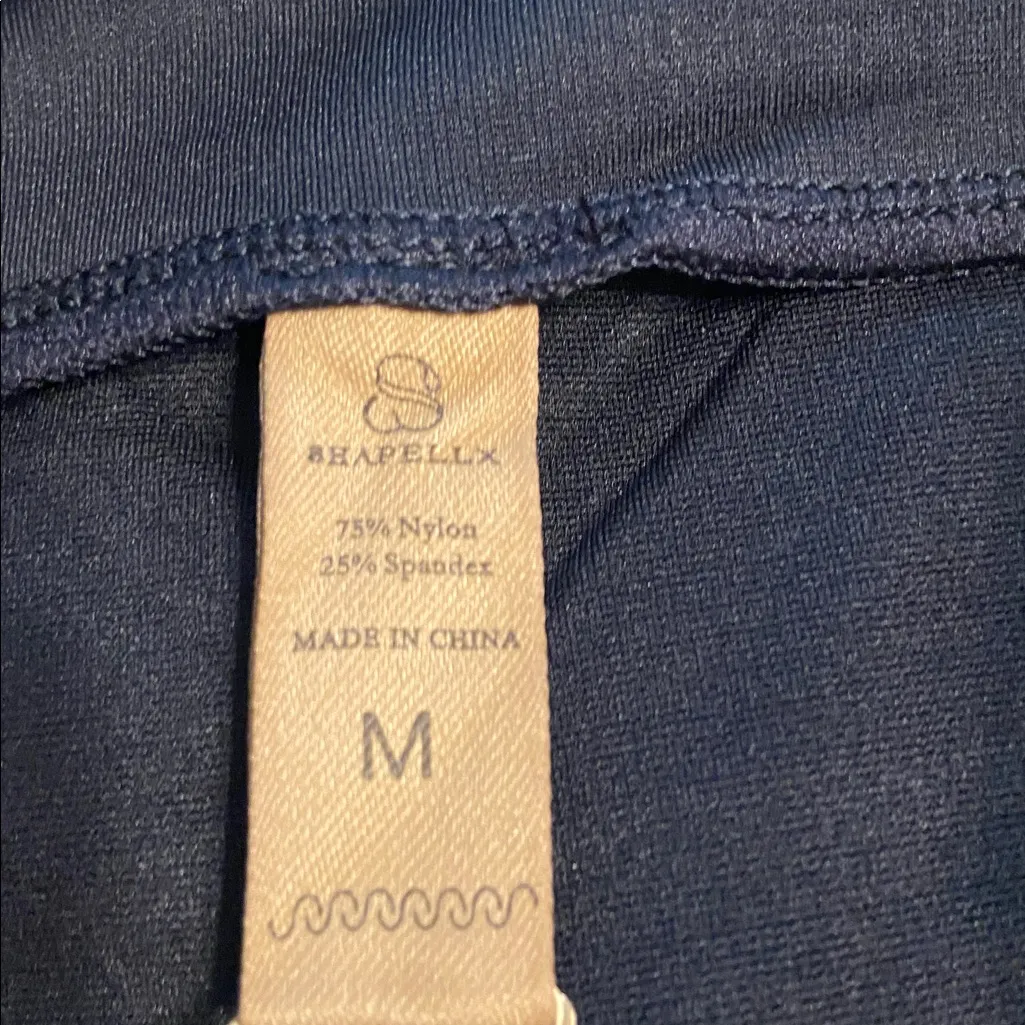 SHAPELLX
75% Nylon
25% Spandex
MADE IN CHINA
M